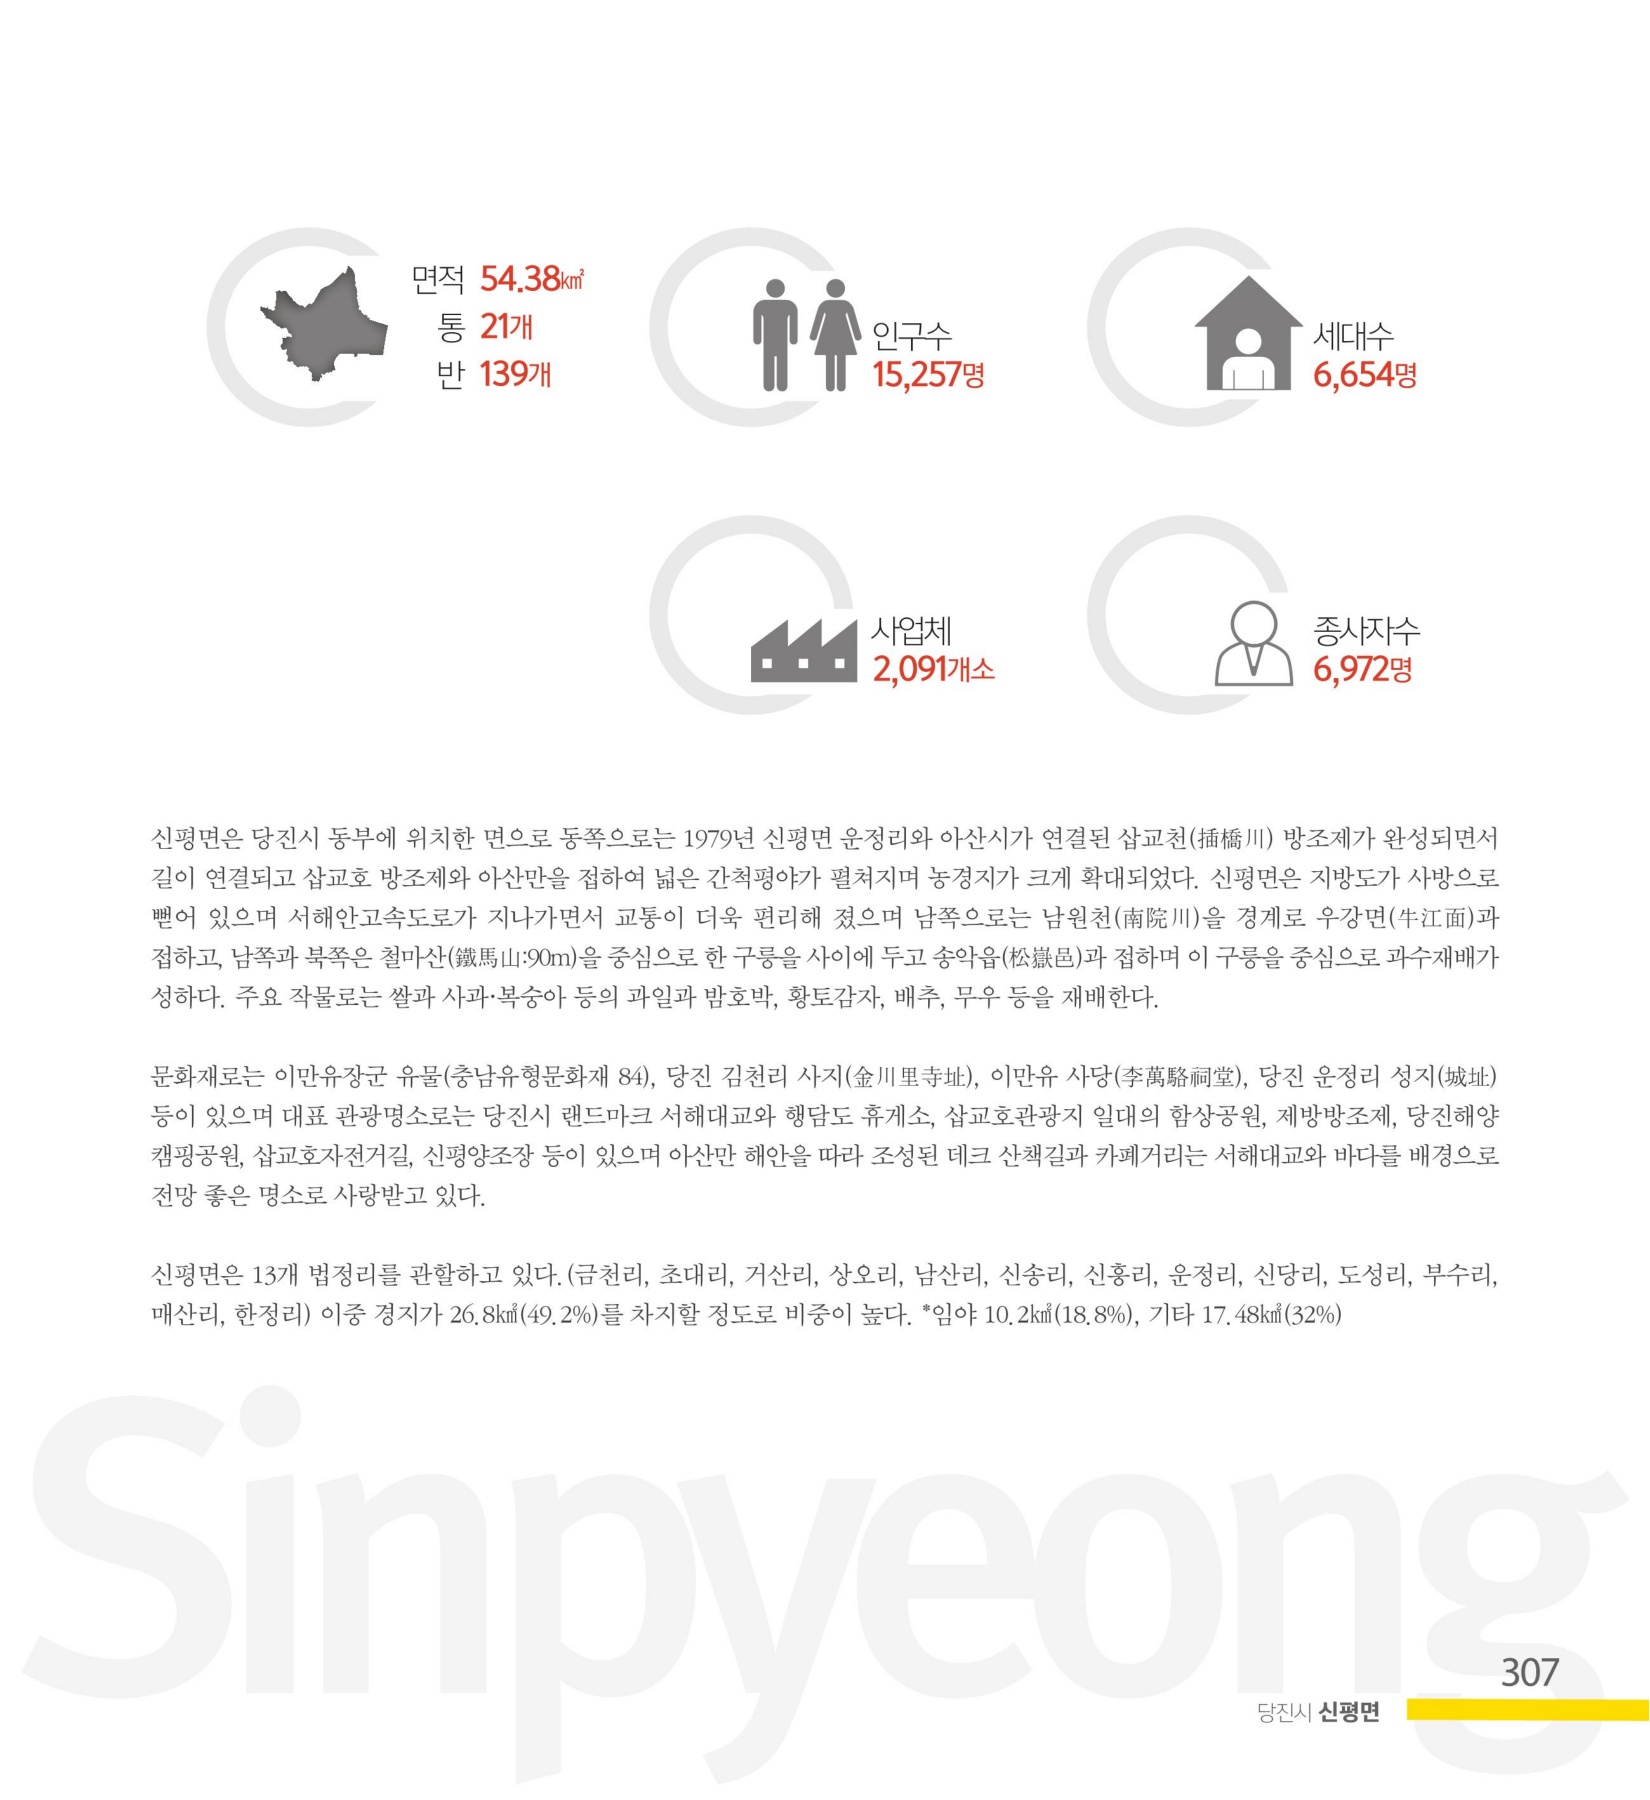 면적 54.38㎢
통 21개
반 139개
인구수
15,257명
세대수
6,654명
사업체
2,091개소
종사자수
6,972명
신평면은 당진시 동부에 위치한 면으로 동쪽으로는 1979년 신평면 운정리와 아산시가 연결된 삽교천(插橋川) 방조제가 완성되면서
길이 연결되고 삽교호 방조제와 아산만을 접하여 넓은 간척평야가 펼쳐지며 농경지가 크게 확대되었다. 신평면은 지방도가 사방으로
뻗어 있으며 서해안고속도로가 지나가면서 교통이 더욱 편리해 졌으며 남쪽으로는 남원천(南院川)을 경계로 우강면(牛江面)과
접하고, 남쪽과 북쪽은 철마산(鐵馬山:90m)을 중심으로 한 구릉을 사이에 두고 송악읍(松嶽邑)과 접하며 이 구릉을 중심으로 과수재배가
성하다. 주요 작물로는 쌀과 사과·복숭아 등의 과일과 밤호박, 황토감자, 배추, 무우 등을 재배한다.
문화재로는 이만유장군 유물(충남유형문화재 84), 당진 김천리 사지(金川里寺址), 이만유 사당(李萬駱祠堂), 당진 운정리 성지(城址)
등이 있으며 대표 관광명소로는 당진시 랜드마크 서해대교와 행담도 휴게소, 삽교호관광지 일대의 함상공원, 제방방조제, 당진해양
캠핑공원, 삽교호자전거길, 신평양조장 등이 있으며 아산만 해안을 따라 조성된 데크 산책길과 카페거리는 서해대교와 바다를 배경으로
전망 좋은 명소로 사랑받고 있다.
신평면은 13개 법정리를 관할하고 있다. (금천리, 초대리, 거산리, 상오리, 남산리, 신송리, 신흥리, 운정리, 신당리, 도성리, 부수리,
매산리, 한정리) 이중 경지가 26.8㎢(49.2%)를 차지할 정도로 비중이 높다. *임야 10.2㎢(18.8%), 기타 17.48㎢(32%)
Sinpyeong
307
당진시 신평면